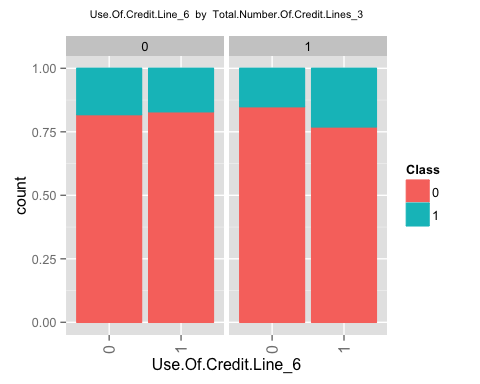 Use.Of.Credit.Line_6 by Total.Number.Of.Credit.Lines_3
0 1
1.00
0.75
0.50
0.25
0.00
count
0 1 0 1
Use.Of.Credit.Line_6
Class
0
1